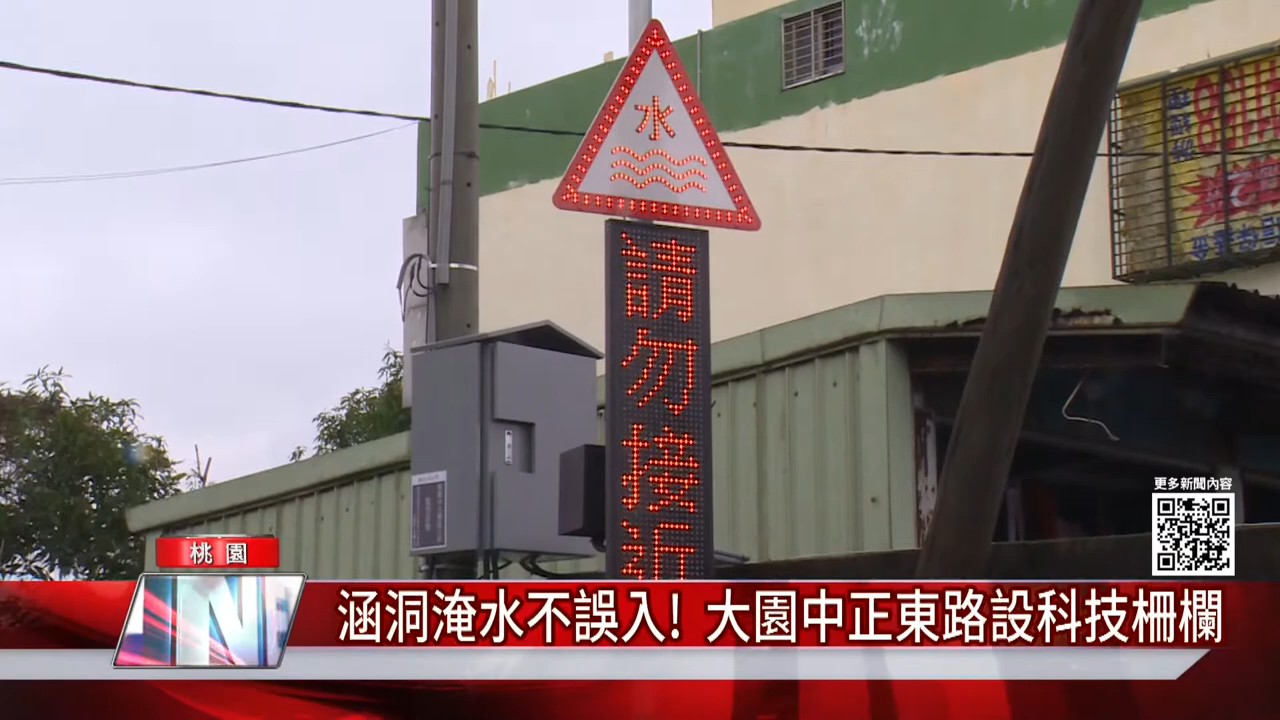 水
請勿接近
更多新聞內容
桃園
涵洞淹水不誤入! 大園中正東路設科技柵欄